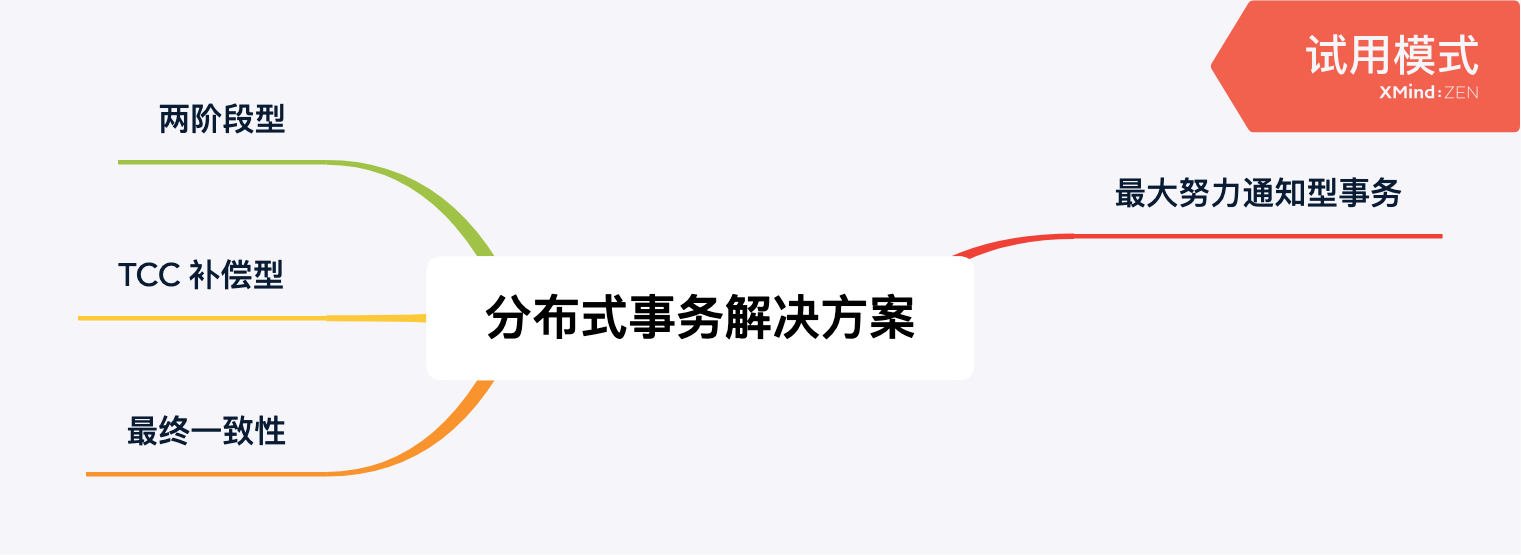 试用模式
XMind:ZEN
两阶段型
最大努力通知型事务
TCC 补偿型
分布式事务解决方案
最终一致性